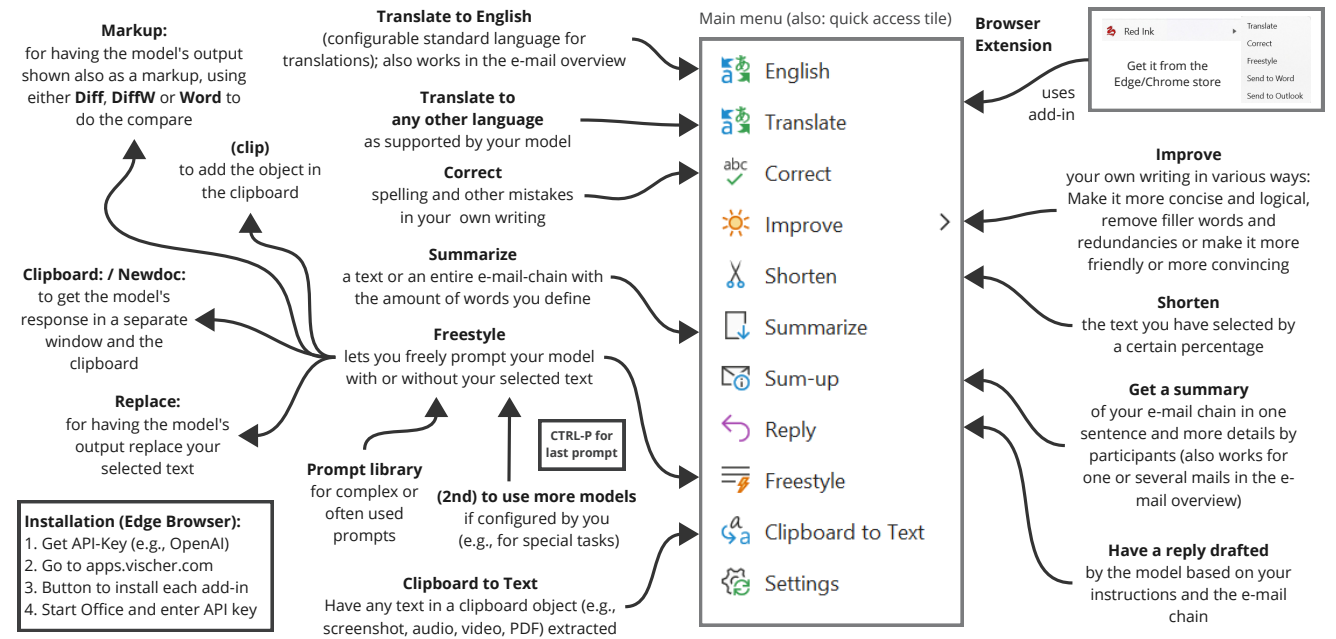 Markup:
for having the model's output
shown also as a markup, using
either Diff, DiffW or Word to
do the compare
(clip)
to add the object in
the clipboard
Clipboard: / Newdoc:
to get the model's
response in a separate
window and the
clipboard
Replace:
for having the model's
output replace your
selected text
Installation (Edge Browser):
1. Get API-Key (e.g., OpenAI)
2. Go to apps.vischer.com
3. Button to install each add-in
4. Start Office and enter API key
Translate to English
(configurable standard language for
translations); also works in the e-mail overview
Translate to
any other language
as supported by your model
Correct
spelling and other mistakes
in your own writing
Summarize
a text or an entire e-mail-chain with
the amount of words you define
Freestyle
lets you freely prompt your model
with or without your selected text
CTRL-P for
last prompt
Prompt library
for complex or
often used
prompts
(2nd) to use more models
if configured by you
(e.g., for special tasks)
Clipboard to Text
Have any text in a clipboard object (e.g.,
screenshot, audio, video, PDF) extracted
Main menu (also: quick access tile)
English
Translate
abc
Correct
Improve
Shorten
Summarize
Sum-up
Reply
Freestyle
Clipboard to Text
Settings
Browser
Extension
uses
add-in
Red Ink
Get it from the
Edge/Chrome store
Translate
Correct
Freestyle
Send to Word
Send to Outlook
Improve
your own writing in various ways:
Make it more concise and logical,
remove filler words and
redundancies or make it more
friendly or more convincing
Shorten
the text you have selected by
a certain percentage
Get a summary
of your e-mail chain in one
sentence and more details by
participants (also works for
one or several mails in the e-
mail overview)
Have a reply drafted
by the model based on your
instructions and the e-mail
chain